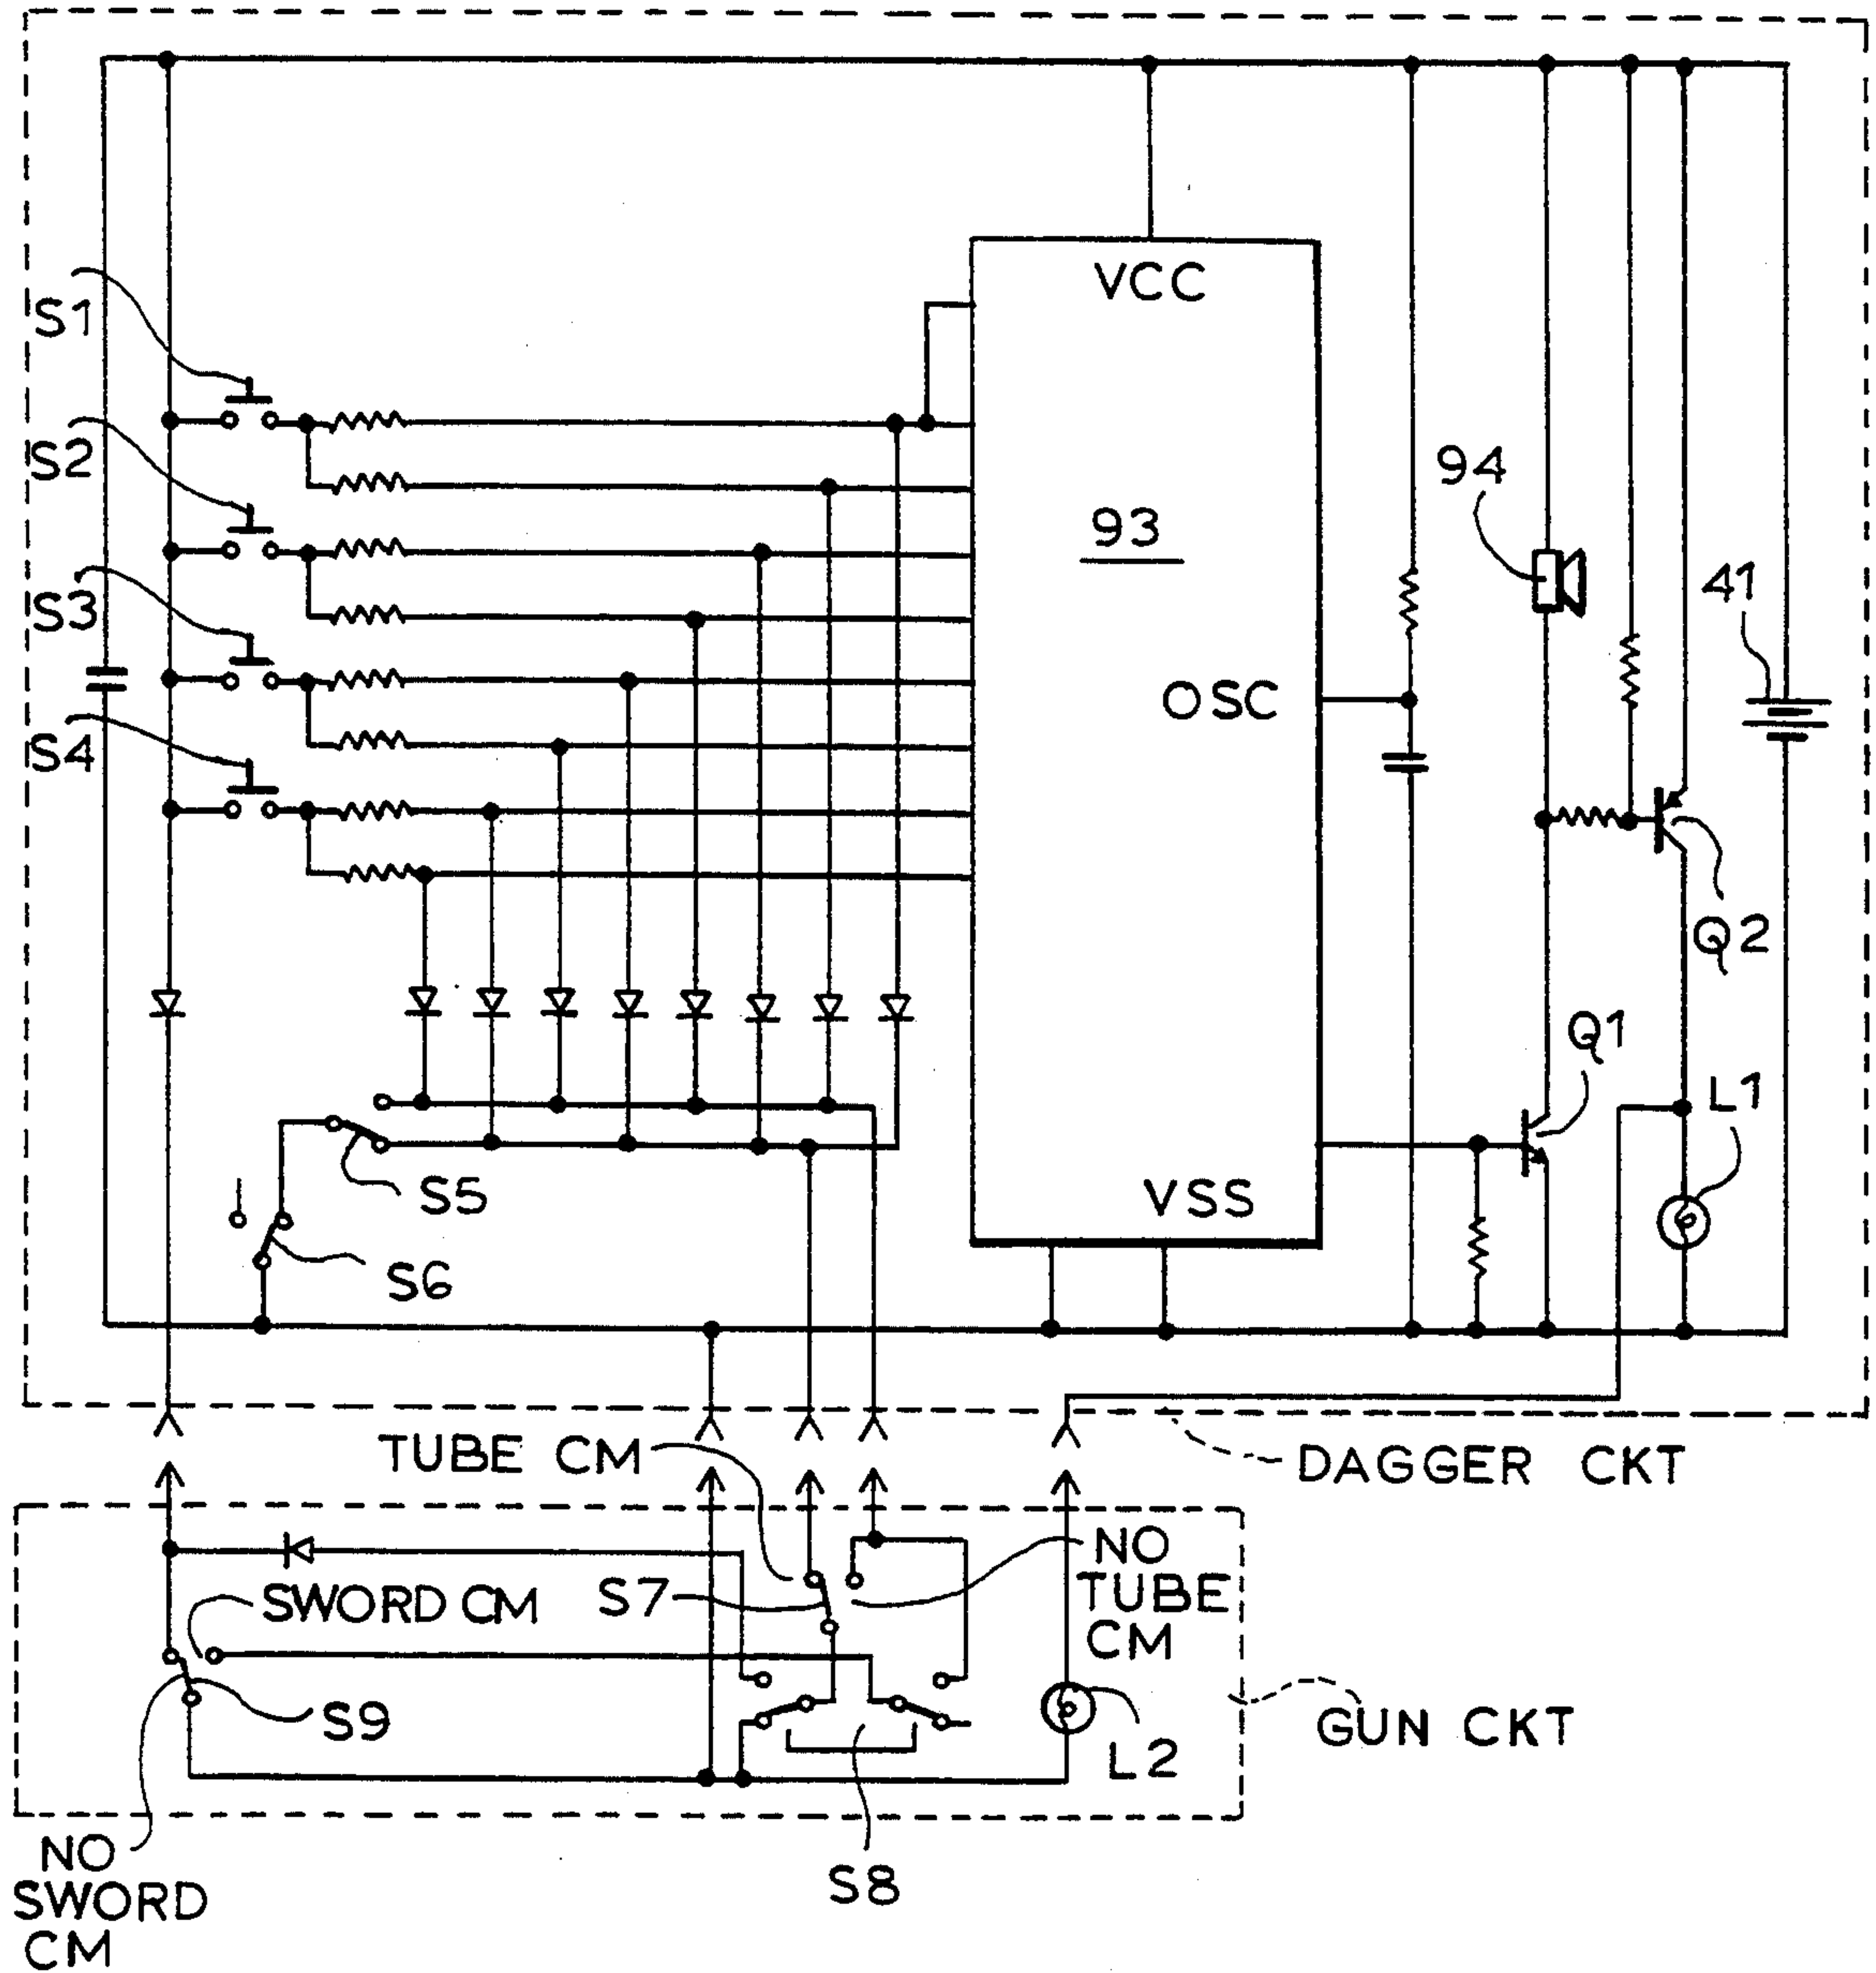 VCC
S1
S2
94
93
41
S3
OSC
S4
Q2
Q1
L1
S5
VSS
S6
TUBE CM
DAGGER CKT
NO
TUBE
CM
S7
SWORD CM
S9
GUN CKT
L2
NO
SWORD
CM
S8